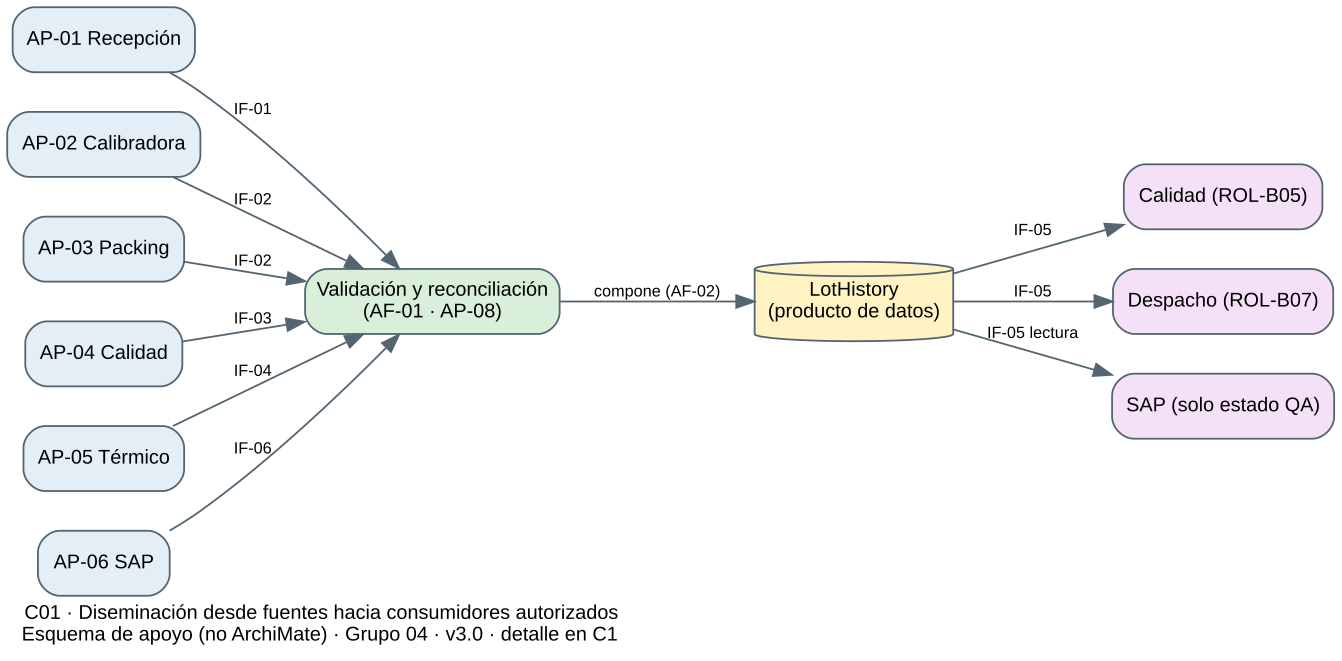 AP-01 Recepción
IF-01
AP-02 Calibradora
IF-02
AP-03 Packing
IF-02
AP-04 Calidad
IF-03
AP-05 Térmico
IF-04
AP-06 SAP
IF-06
Validación y reconciliación
(AF-01 · AP-08)
compone (AF-02)
LotHistory
(producto de datos)
IF-05
Calidad (ROL-B05)
IF-05
Despacho (ROL-B07)
IF-05 lectura
SAP (solo estado QA)
C01 · Diseminación desde fuentes hacia consumidores autorizados
Esquema de apoyo (no ArchiMate) · Grupo 04 · v3.0 · detalle en C1